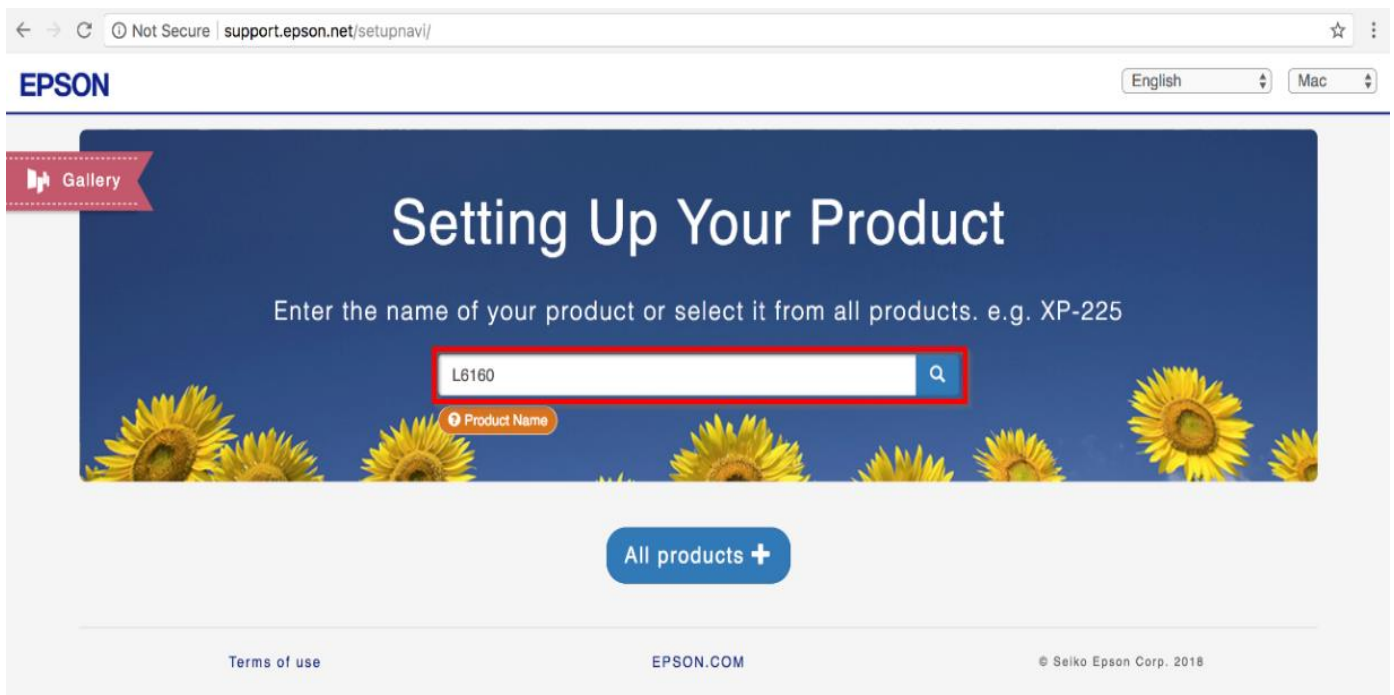 Not Secure support.epson.net/setupnavi/
EPSON
English
Mac
Gallery
Setting Up Your Product
Enter the name of your product or select it from all products. e.g. XP-225
L6160
Product Name
All products
Terms of use
EPSON.COM
© Seiko Epson Corp. 2018